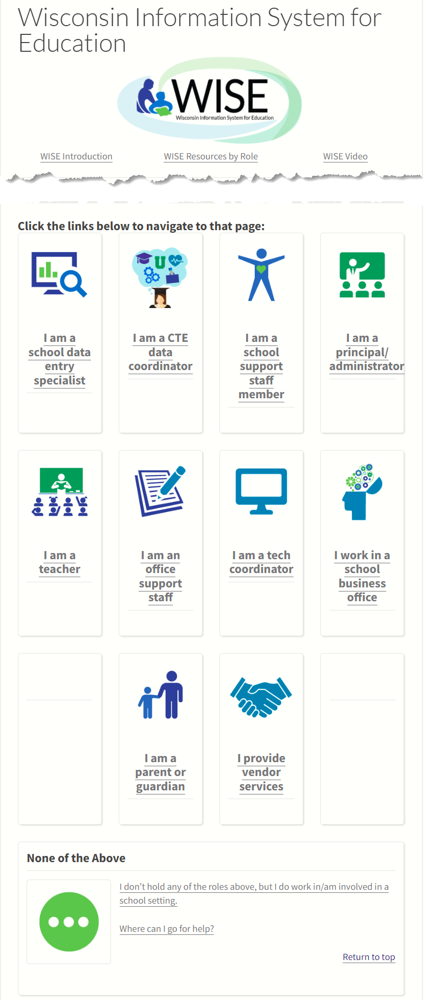 Wisconsin Information System for
Education
WISE
Wisconsin Information System for Education
WISE Introduction
WISE Resources by Role
WISE Video
Click the links below to navigate to that page:
U
I am a
school data
entry
specialist
I am a CTE
data
coordinator
I am a
school
support
staff
member
I am a
principal/
administrator
I am a
teacher
I am an
office
support
staff
I am a tech
coordinator
I work in a
school
business
office
I am a
parent or
guardian
I provide
vendor
services
None of the Above
I don’t hold any of the roles above, but I do work in/am involved in a
school setting.
Where can I go for help?
Return to top